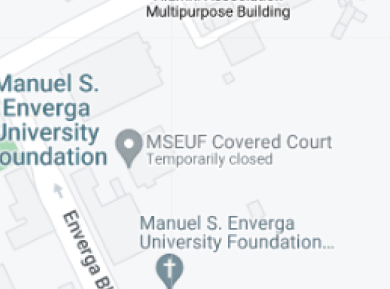 Multipurpose Building
Manuel S.
Enverga
University
oundation
MSEUF Covered Court
Temporarily closed
Manuel S. Enverga
University Foundation...
Enverga B